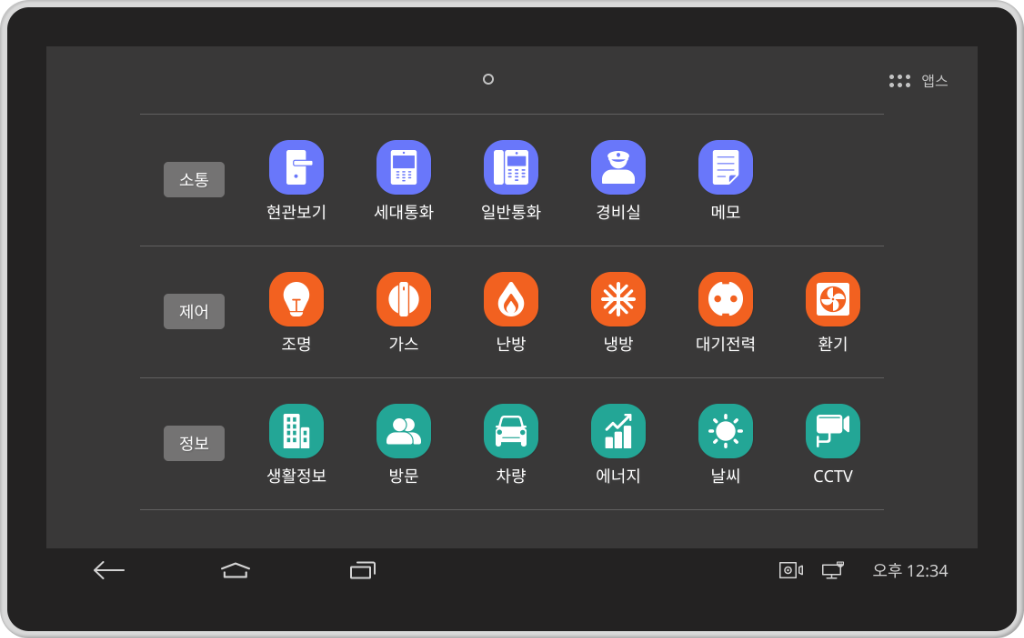 앱스
소통
현관보기
세대통화
일반통화
경비실
메모
제어
조명
가스
난방
냉방
대기전력
환기
정보
생활정보
방문
차량
에너지
날씨
CCTV
오후 12:34